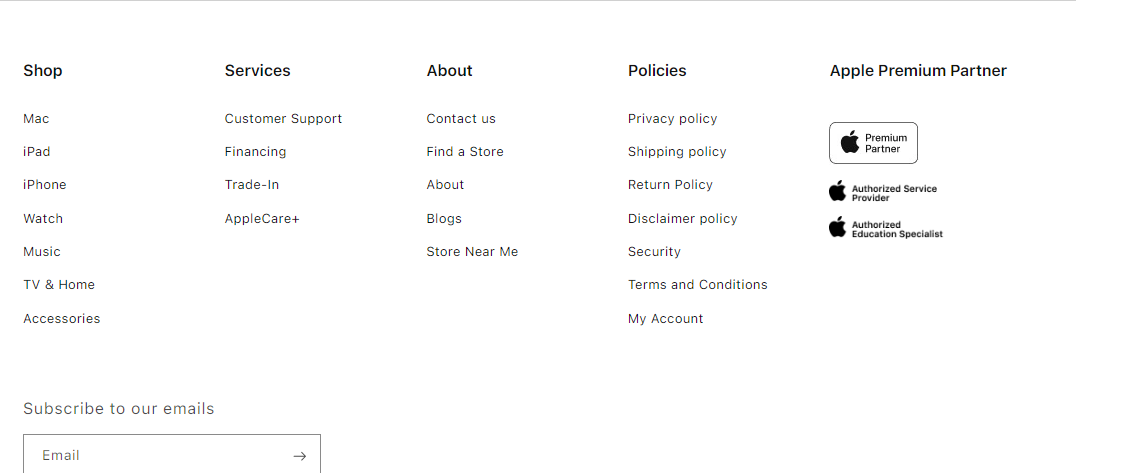 Shop
Mac
iPad
iPhone
Watch
Music
TV & Home
Accessories
Services
Customer Support
Financing
Trade-In
AppleCare+
About
Contact us
Find a Store
About
Blogs
Store Near Me
Policies
Privacy policy
Shipping policy
Return Policy
Disclaimer policy
Security
Terms and Conditions
My Account
Apple Premium Partner
Premium
Partner
Authorized Service
Provider
Authorized
Education Specialist
Subscribe to our emails
Email